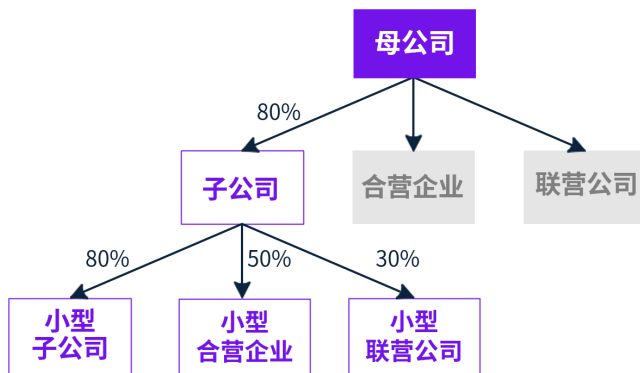 母公司
80%
子公司
合营企业
联营公司
80%
50%
30%
小型
子公司
小型
合营企业
小型
联营公司